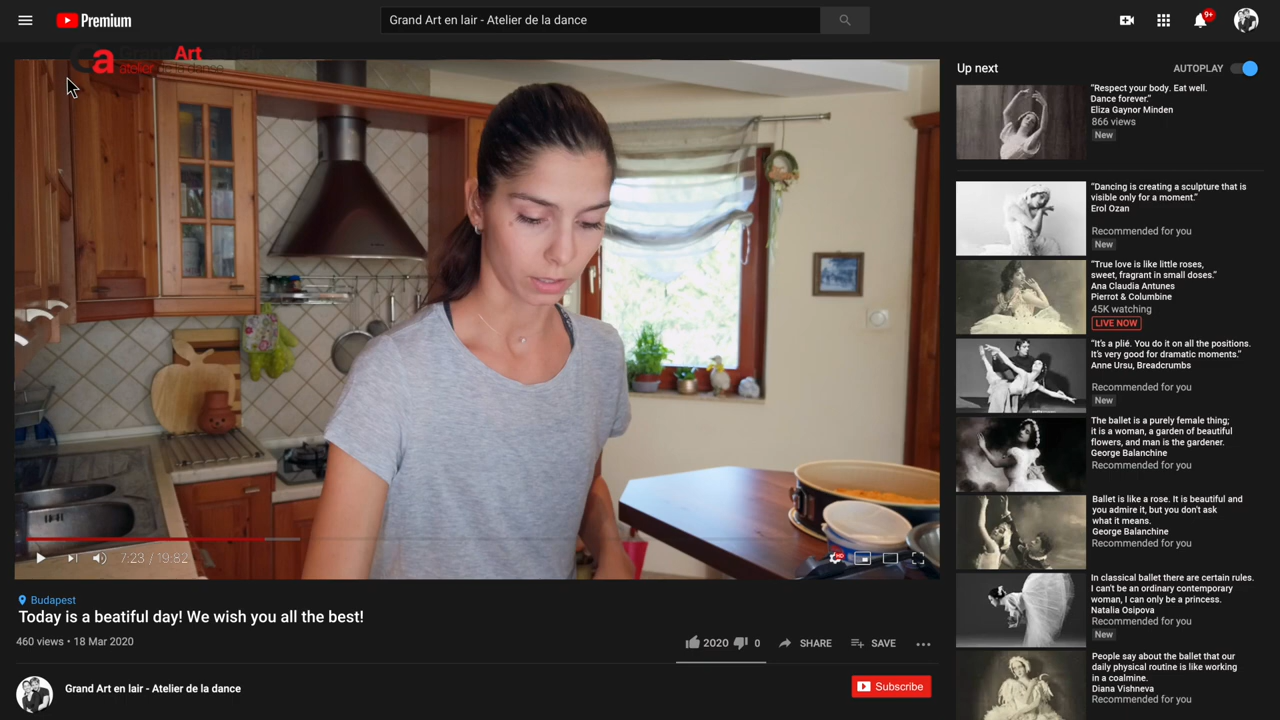 Premium
Grand Art en lair - Atelier de la dance
9+
Ga Grand Art en lair
atelier de la dance
Up next
AUTOPLAY
"Respect your body. Eat well.
Dance forever."
Eliza Gaynor Minden
866 views
New
"Dancing is creating a sculpture that is
visible only for a moment."
Erol Ozan
Recommended for you
New
"True love is like little roses,
sweet, fragrant in small doses."
Ana Claudia Antunes
Pierrot & Columbine
45K watching
LIVE NOW
"It's a plié. You do it on all the positions.
It's very good for dramatic moments."
Anne Ursu, Breadcrumbs
Recommended for you
New
The ballet is a purely female thing;
it is a woman, a garden of beautiful
flowers, and man is the gardener.
George Balanchine
Recommended for you
Ballet is like a rose. It is beautiful and
you admire it, but you don't ask
what it means.
George Balanchine
Recommended for you
In classical ballet there are certain rules.
I can't be an ordinary contemporary
woman, I can only be a princess.
Natalia Osipova
Recommended for you
New
People say about the ballet that our
daily physical routine is like working
in a coalmine.
Diana Vishneva
Recommended for you
7:23 / 19:82
HD
Budapest
Today is a beatiful day! We wish you all the best!
460 views • 18 Mar 2020
2020 0 SHARE SAVE
Grand Art en lair - Atelier de la dance
Subscribe